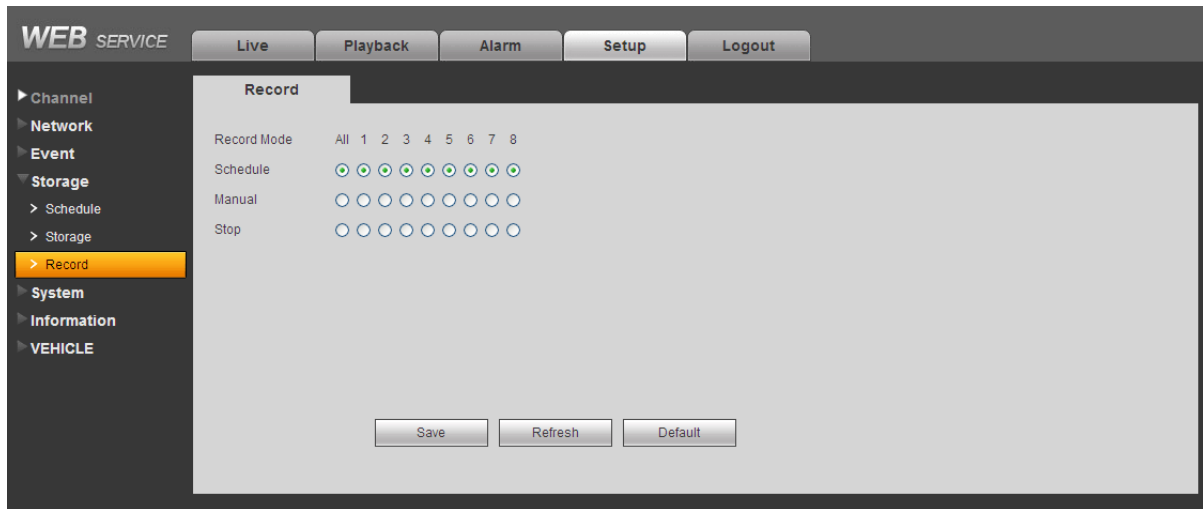 WEB SERVICE
Live Playback Alarm Setup Logout
Channel
Network
Event
Storage
> Schedule
> Storage
> Record
System
Information
VEHICLE
Record
Record Mode All 1 2 3 4 5 6 7 8
Schedule
Manual
Stop
Save Refresh Default